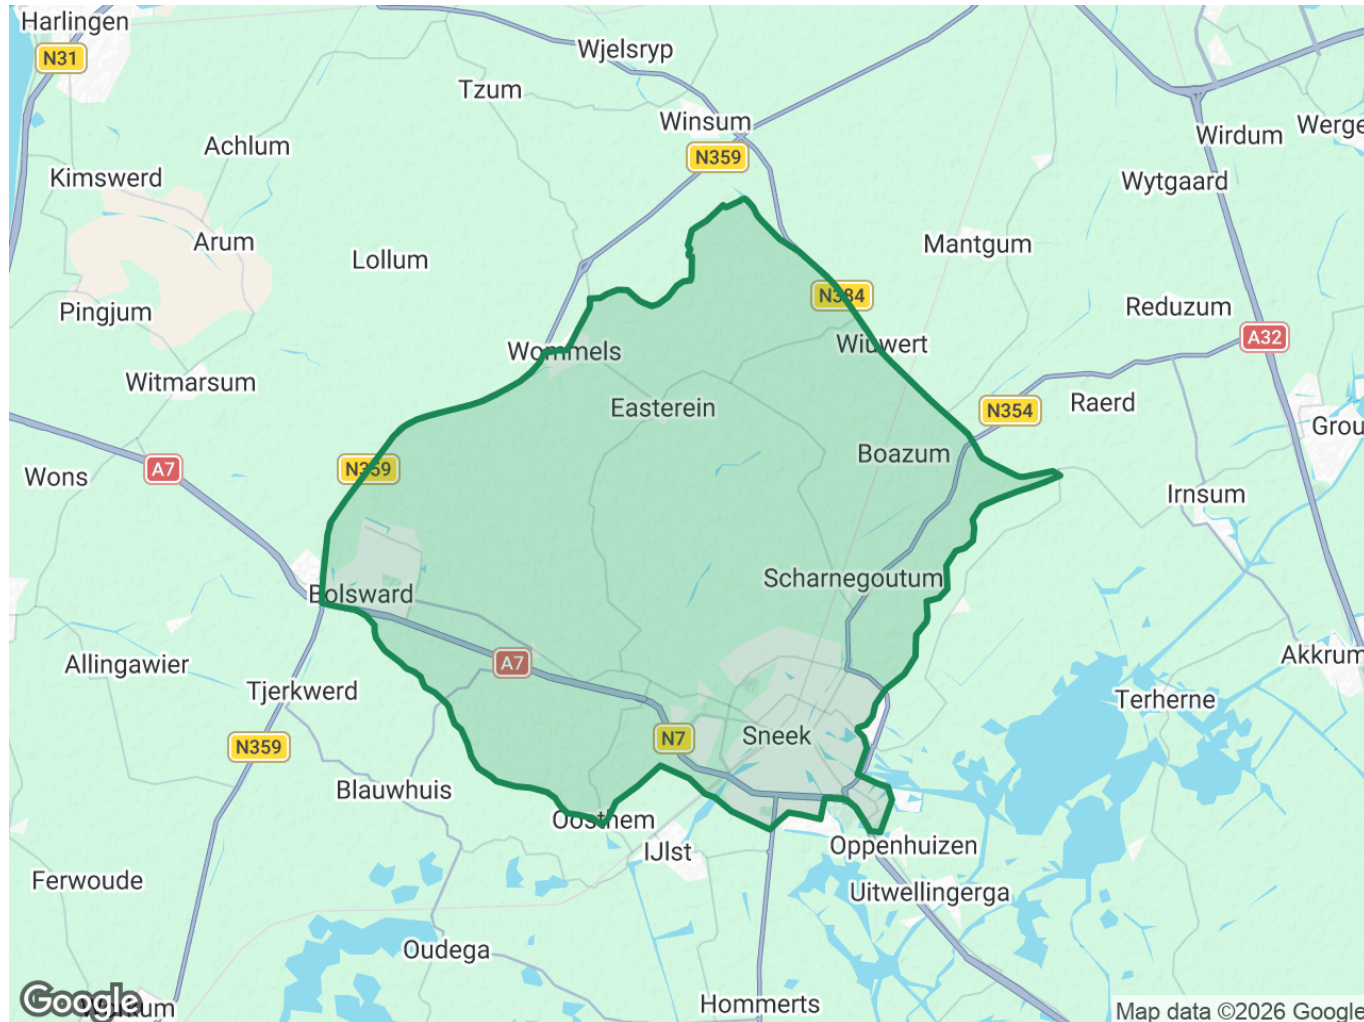 Harlingen
Wjelsryp
N31
Tzum
Winsum
Werge
Wirdum
Achlum
N359
Kimswerd
Wytgaard
Arum
Mantgum
Lollum
N384
Reduzum
Pingjum
A32
Wommels
Wiuwert
Witmarsum
Raerd
Easterein
N354
Grou
Boazum
N359
A7
Wons
Irnsum
Scharnegoutum
Bolsward
Akkrum
A7
Allingawier
Tjerkwerd
Terherne
Sneek
N7
N359
Blauwhuis
Oosthem
Oppenhuizen
IJlst
Ferwoude
Uitwellingerga
Oudega
Google
Workum
Hommerts
Map data ©2026 Google